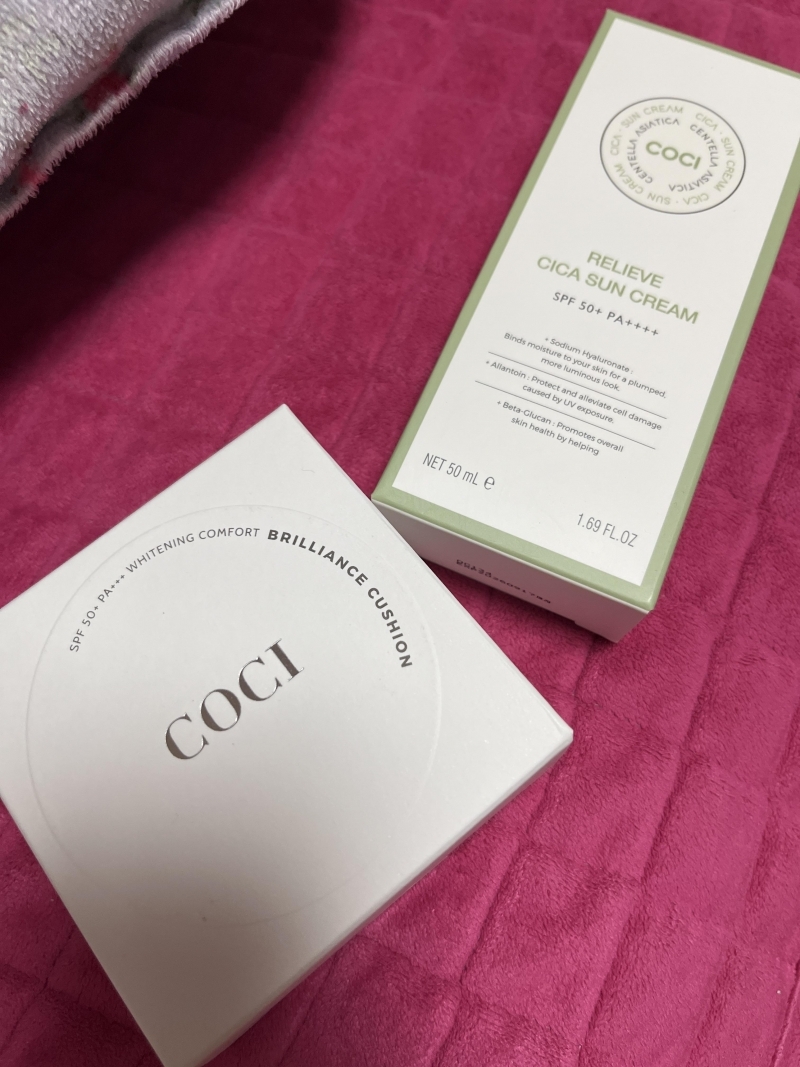 CICA · SUN CREAM CICA · SUN CREAM CICA · SUN CREAM
CENTELLA ASIATICA CENTELLA ASIATICA
COCI
RELIEVE
CICA SUN CREAM
SPF 50+ PA++++
+ Sodium Hyaluronate :
Binds moisture to your skin for a plumped,
more luminous look.
+ Allantoin : Protect and alleviate cell damage
caused by UV exposure.
+ Beta-Glucan : Promotes overall
skin health by helping
NET 50 mL e
1.69 FL.OZ
SPF 50+ PA+++ WHITENING COMFORT BRILLIANCE CUSHION
COCI